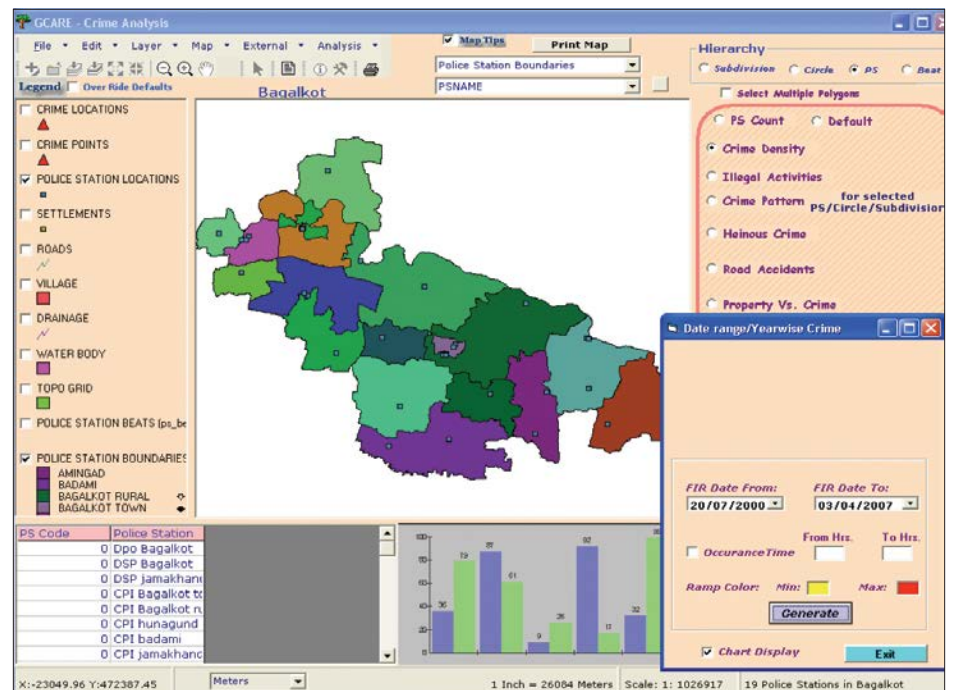 GCARE - Crime Analysis
File Edit Layer Map External Analysis
Map Tips Print Map
Police Station Boundaries
PSNAME
Legend Over Ride Defaults
Bagalkot
CRIME LOCATIONS
CRIME POINTS
POLICE STATION LOCATIONS
SETTLEMENTS
ROADS
VILLAGE
DRAINAGE
WATER BODY
TOPO GRID
POLICE STATION BEATS (ps_be
POLICE STATION BOUNDARIES
AMINGAD
BADAMI
BAGALKOT RURAL
BAGALKOT TOWN
Hierarchy
Subdivision Circle PS Beat
Select Multiple Polygons
PS Count Default
Crime Density
Illegal Activities
Crime Pattern for selected
PS/Circle/Subdivision
Heinous Crime
Road Accidents
Property Vs. Crime
Date range/Yearwise Crime
FIR Date From: FIR Date To:
20/07/2000 03/04/2007
From Hrs. To Hrs.
OccuranceTime
Ramp Color: Min: Max:
Generate
Chart Display Exit
PS Code Police Station
0 Dpo Bagalkot
0 DSP Bagalkot
0 DSP jamakhan
0 CPI Bagalkot to
0 CPI Bagalkot ru
0 CPI hunagund
0 CPI badami
0 CPI jamakhanc
100
80
60
40
20
0
36 79 87 61 9 26 92 32
X:-23049.96 Y:472387.45 Meters 1 Inch = 26084 Meters Scale: 1: 1026917 19 Police Stations in Bagalkot